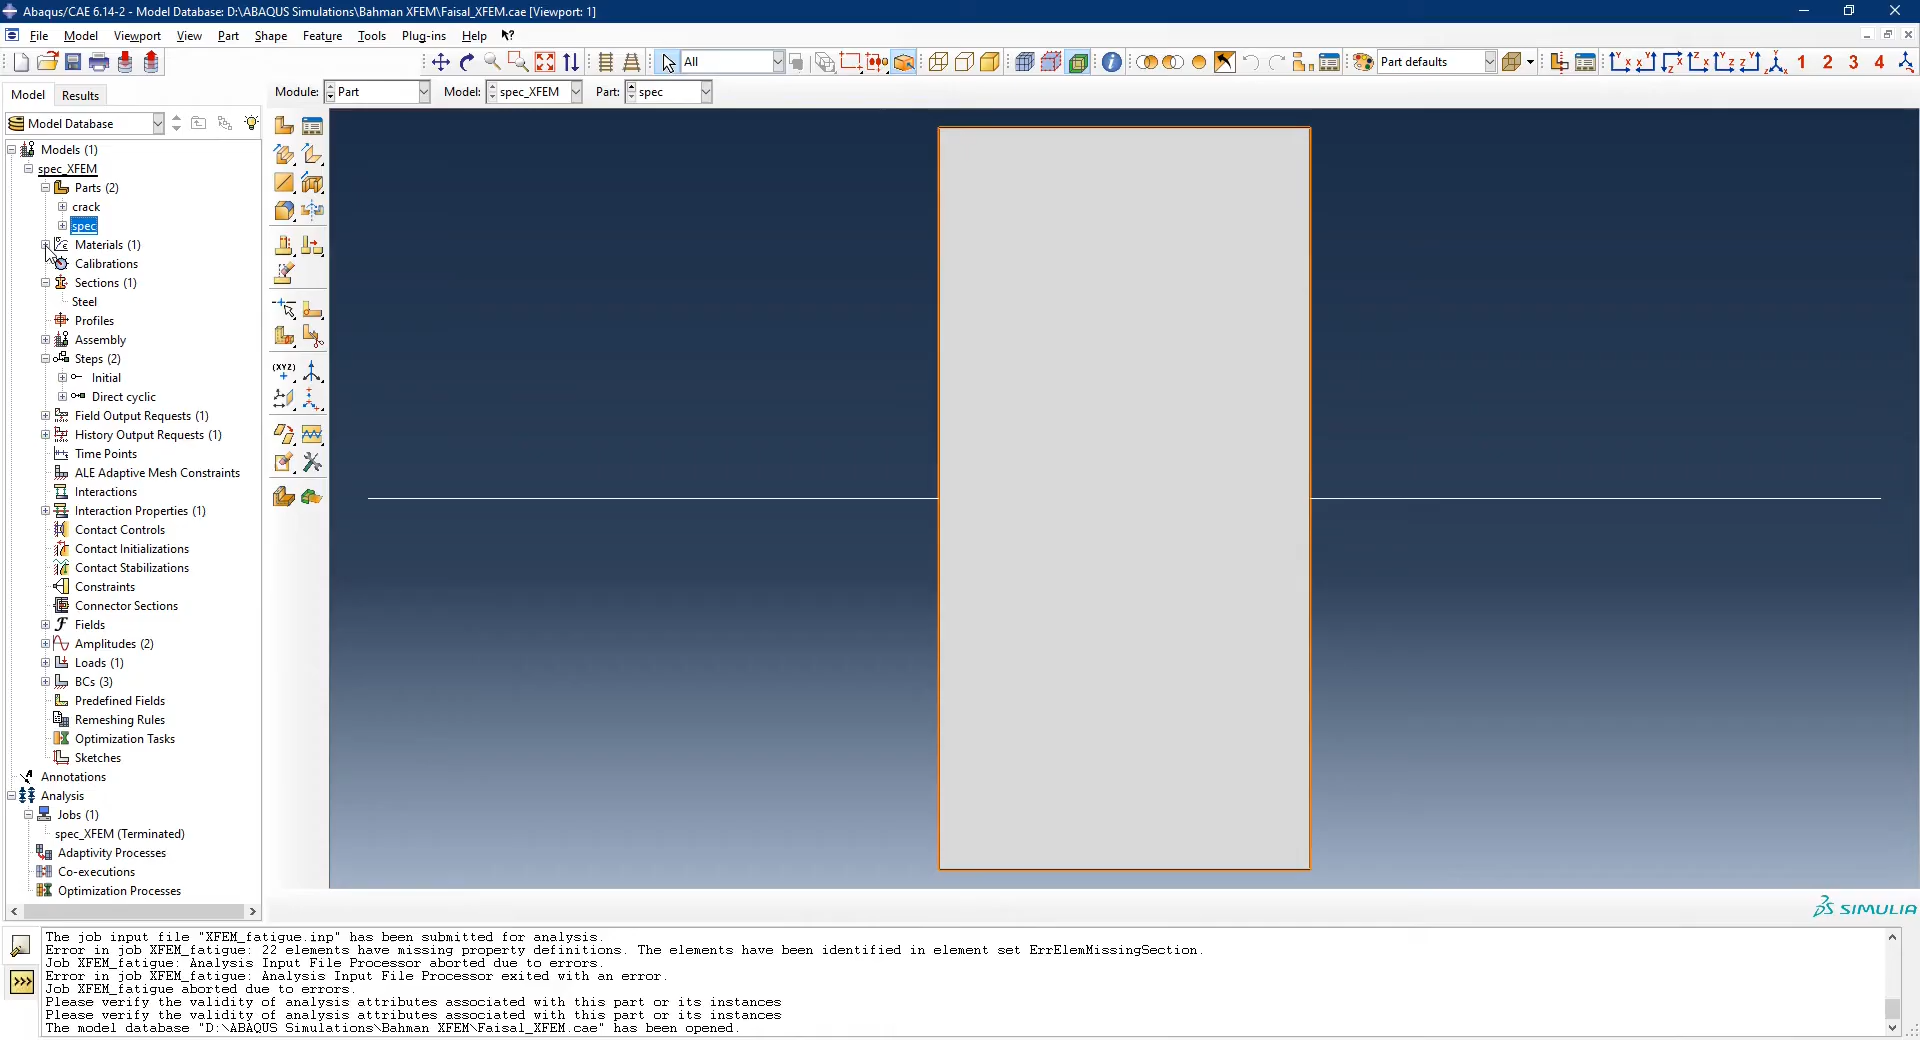 Abaqus/CAE 6.14-2 - Model Database: D:\ABAQUS Simulations\Bahman XFEM\Faisal_XFEM.cae [Viewport: 1]
File Model Viewport View Part Shape Feature Tools Plug-ins Help
All
Part defaults
1 2 3 4
Model Results
Module: Part Model: spec_XFEM Part: spec
Model Database
Models (1)
spec_XFEM
Parts (2)
crack
spec
Materials (1)
Calibrations
Sections (1)
Steel
Profiles
Assembly
Steps (2)
Initial
Direct cyclic
Field Output Requests (1)
History Output Requests (1)
Time Points
ALE Adaptive Mesh Constraints
Interactions
Interaction Properties (1)
Contact Controls
Contact Initializations
Contact Stabilizations
Constraints
Connector Sections
Fields
Amplitudes (2)
Loads (1)
BCs (3)
Predefined Fields
Remeshing Rules
Optimization Tasks
Sketches
Annotations
Analysis
Jobs (1)
spec_XFEM (Terminated)
Adaptivity Processes
Co-executions
Optimization Processes
(XYZ)
SIMULIA
The job input file "XFEM_fatigue.inp" has been submitted for analysis.
Error in job XFEM_fatigue: 22 elements have missing property definitions. The elements have been identified in element set ErrElemMissingSection.
Job XFEM_fatigue: Analysis Input File Processor aborted due to errors.
Error in job XFEM_fatigue: Analysis Input File Processor exited with an error.
Job XFEM_fatigue aborted due to errors.
Please verify the validity of analysis attributes associated with this part or its instances
Please verify the validity of analysis attributes associated with this part or its instances
The model database "D:\ABAQUS Simulations\Bahman XFEM\Faisal_XFEM.cae" has been opened.